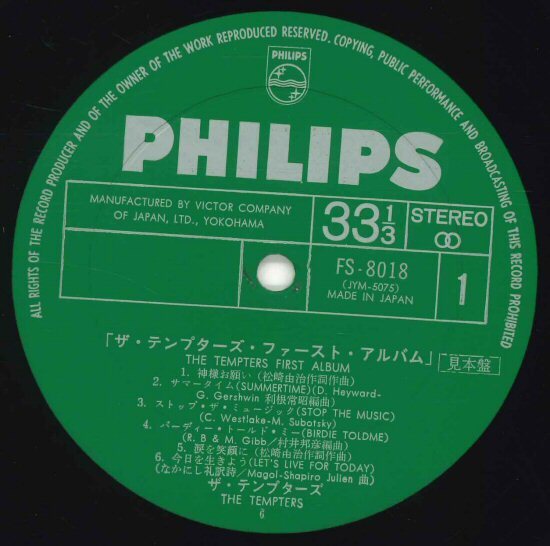 ALL RIGHTS OF THE RECORD PRODUCER AND OF THE OWNER OF THE WORK REPRODUCED RESERVED. COPYING, PUBLIC PERFORMANCE AND BROADCASTING OF THIS RECORD PROHIBITED
PHILIPS
PHILIPS
MANUFACTURED BY VICTOR COMPANY
OF JAPAN, LTD., YOKOHAMA
33 1/3
STEREO
FS-8018
(JYM-5075)
MADE IN JAPAN
1
「ザ・テンプターズ・ファースト・アルバム」
見本盤
THE TEMPTERS FIRST ALBUM
1. 神様お願い(松崎由治作詞作曲)
2. サマータイム(SUMMERTIME)(D. Heyward-
G. Gershwin 利根常昭編曲)
3. ストップ・ザ・ミュージック(STOP THE MUSIC)
(C. Westlake-M. Subotsky)
4. バーディー・トールド・ミー(BIRDIE TOLDME)
(R. B & M. Gibb/村井邦彦編曲)
5. 涙を笑顔に(松崎由治作詞作曲)
6. 今日を生きよう(LET'S LIVE FOR TODAY)
(なかにし礼訳詩/Magol-Shapiro Julien 曲)
ザ・テンプターズ
THE TEMPTERS
6